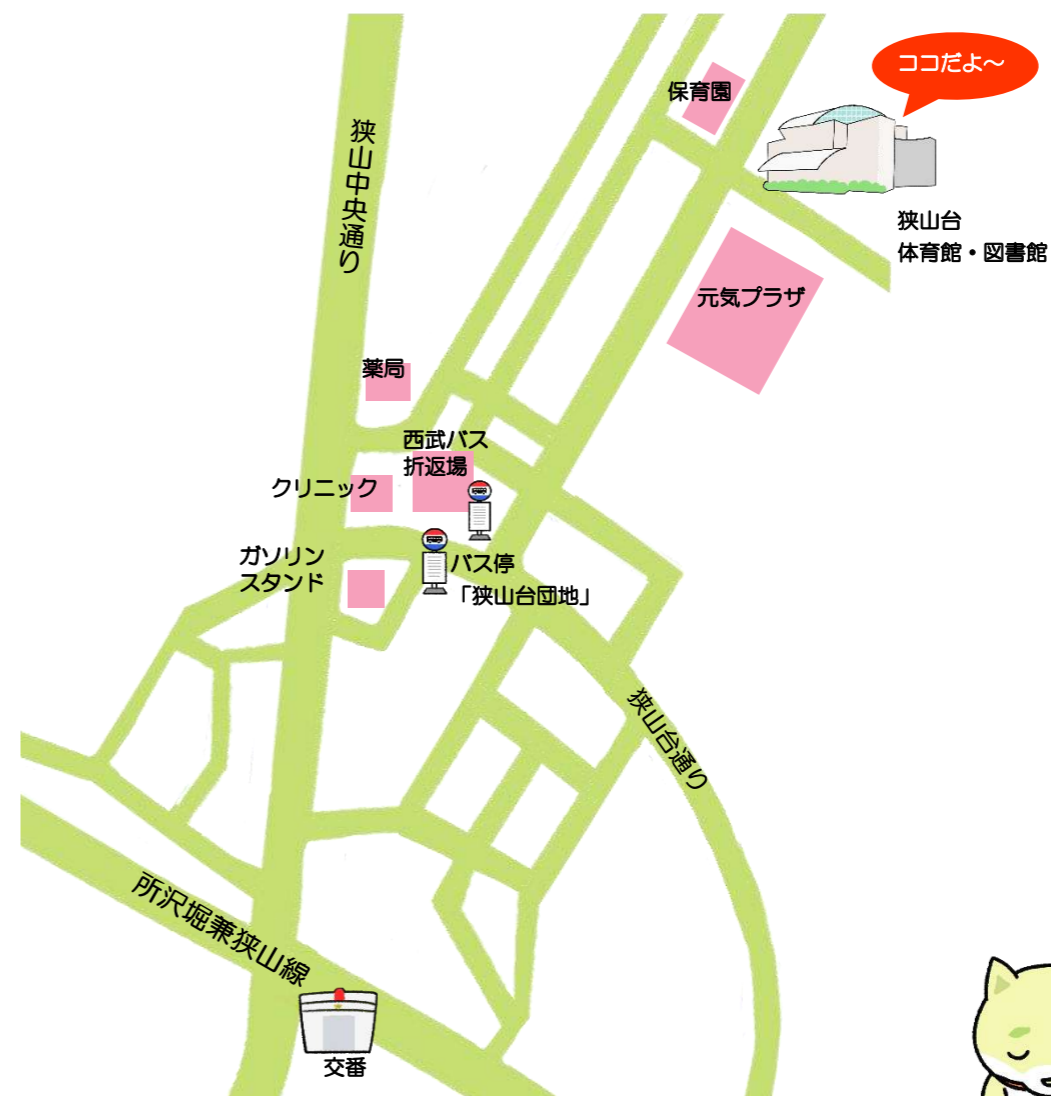 ココだよ～
保育園
狭山中央通り
狭山台
体育館・図書館
元気プラザ
薬局
西武バス
折返場
クリニック
ガソリン
スタンド
バス停
「狭山台団地」
狭山台通り
所沢堀兼狭山線
交番